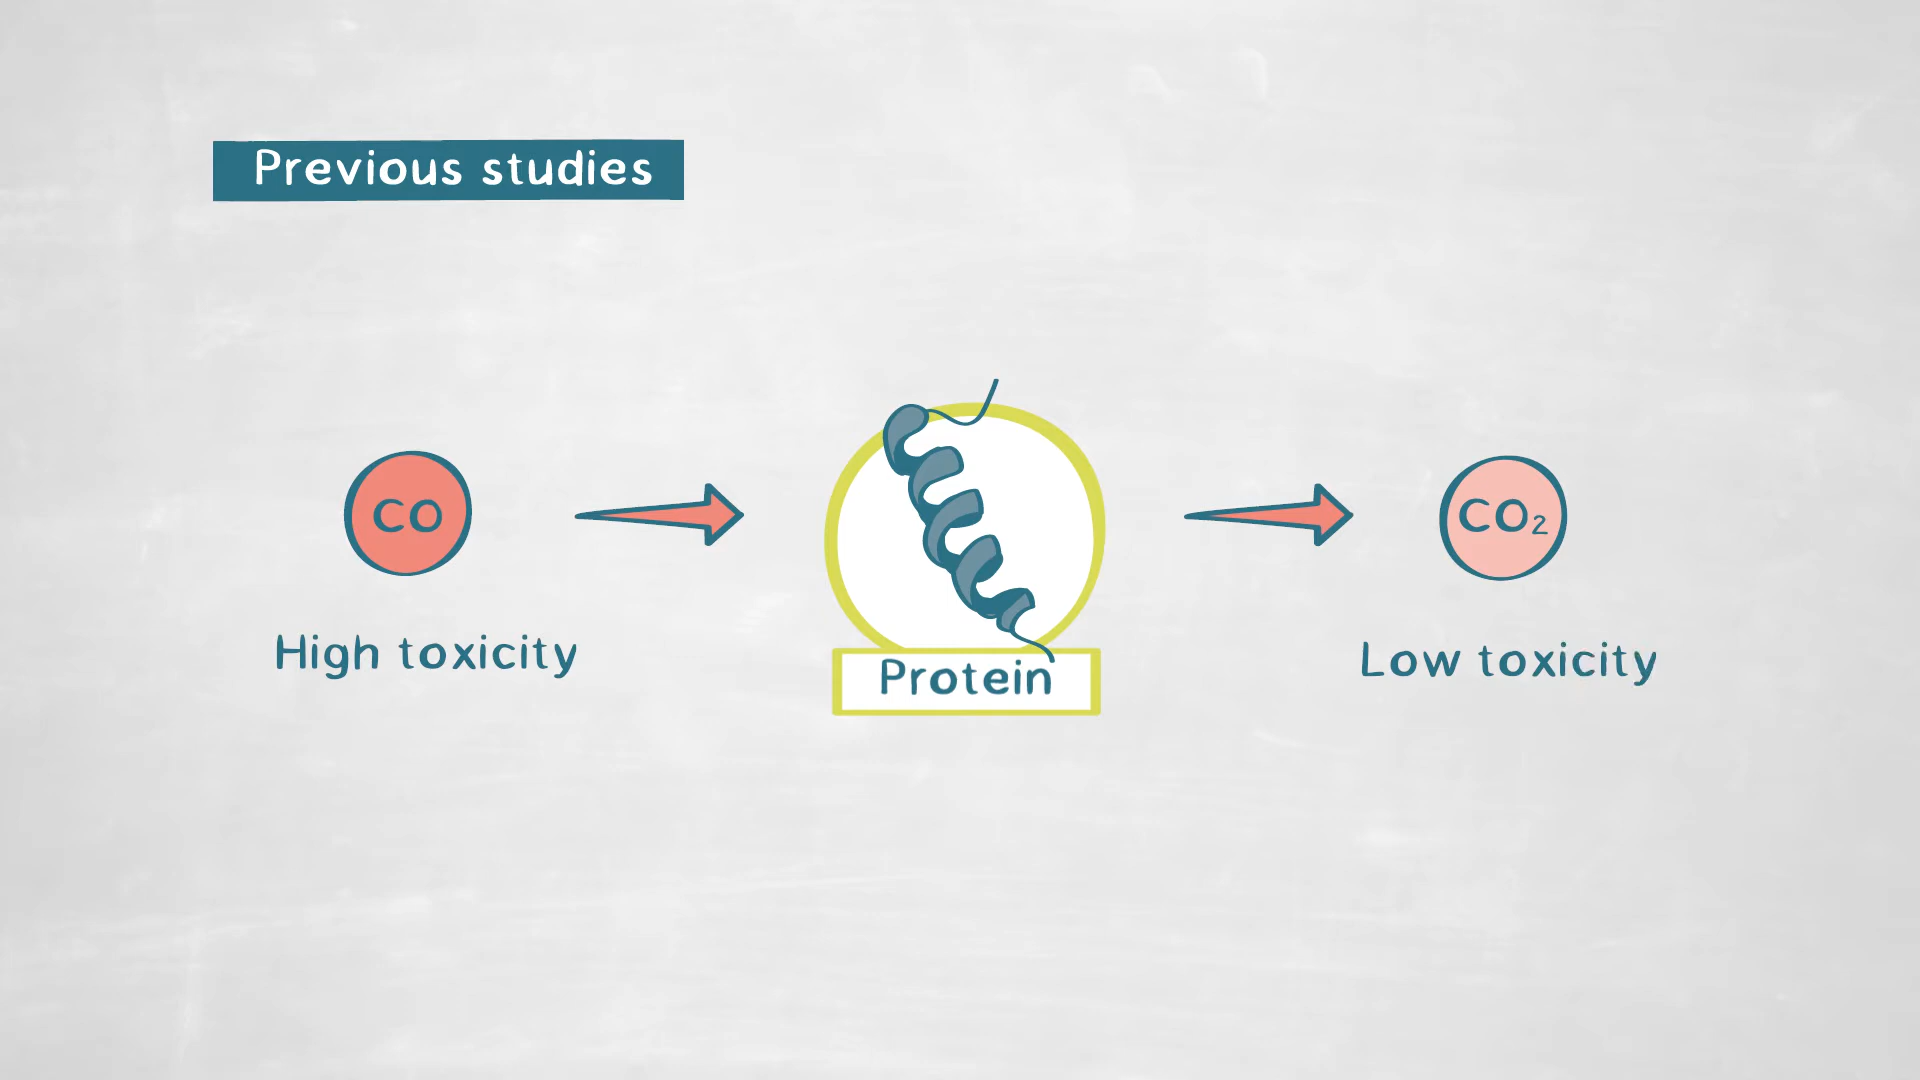 Previous studies
CO
CO₂
High toxicity
Protein
Low toxicity